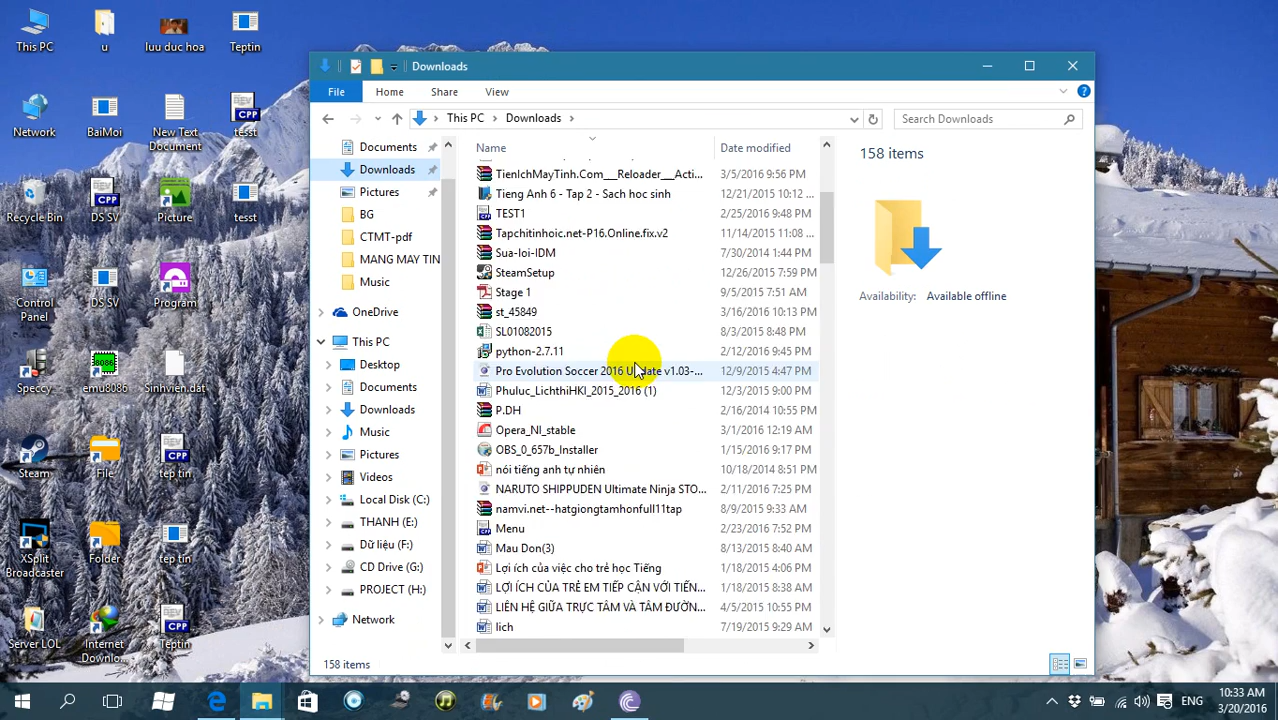 This PC
u
luu duc hoa
Teptin
Network
BaiMoi
New Text Document
tesst
Recycle Bin
DS SV
Picture
tesst
Control Panel
DS SV
Program
Speccy
emu8086
Sinhvien.dat
Steam
File
tep tin
XSplit Broadcaster
Folder
tep tin
Server LOL
Internet Downlo...
Teptin
Downloads
File Home Share View
This PC Downloads
Search Downloads
Documents
Downloads
Pictures
BG
CTMT-pdf
MANG MAY TIN
Music
OneDrive
This PC
Desktop
Documents
Downloads
Music
Pictures
Videos
Local Disk (C:)
THANH (E:)
Dữ liệu (F:)
CD Drive (G:)
PROJECT (H:)
Network
Name Date modified
TienIchMayTinh.Com___Reloader__Acti... 3/5/2016 9:56 PM
Tieng Anh 6 - Tap 2 - Sach hoc sinh 12/21/2015 10:12 ...
TEST1 2/25/2016 9:48 PM
Tapchitinhoc.net-P16.Online.fix.v2 11/14/2015 11:08 ...
Sua-loi-IDM 7/30/2014 1:44 PM
SteamSetup 12/26/2015 7:59 PM
Stage 1 9/5/2015 7:51 AM
st_45849 3/16/2016 10:13 PM
SL01082015 8/3/2015 8:48 PM
python-2.7.11 2/12/2016 9:45 PM
Pro Evolution Soccer 2016 Update v1.03-... 12/9/2015 4:47 PM
Phuluc_LichthiHKI_2015_2016 (1) 12/3/2015 9:00 PM
P.DH 2/16/2014 10:55 PM
Opera_NI_stable 3/1/2016 12:19 AM
OBS_0_657b_Installer 1/15/2016 9:17 PM
nói tiếng anh tự nhiên 10/18/2014 8:51 PM
NARUTO SHIPPUDEN Ultimate Ninja STO... 2/11/2016 7:25 PM
namvi.net--hatgiongtamhonfull11tap 8/9/2015 9:33 AM
Menu 2/23/2016 7:52 PM
Mau Don(3) 8/13/2015 8:40 AM
Lợi ích của việc cho trẻ học Tiếng 1/18/2015 4:06 PM
LỢI ÍCH CỦA TRẺ EM TIẾP CẬN VỚI TIẾN... 1/18/2015 8:38 AM
LIÊN HỆ GIỮA TRỰC TÂM VÀ TÂM ĐƯỜN... 4/5/2015 10:55 PM
lich 7/19/2015 9:29 AM
158 items
Availability: Available offline
158 items
ENG
10:33 AM
3/20/2016